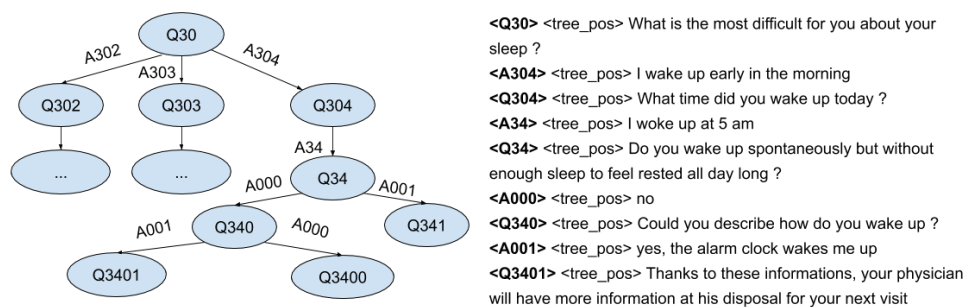 Q30
A302
A303
A304
Q302
Q303
Q304
A34
...
...
Q34
A000
A001
Q340
Q341
A001
A000
Q3401
Q3400
<Q30> <tree_pos> What is the most difficult for you about your
sleep ?
<A304> <tree_pos> I wake up early in the morning
<Q304> <tree_pos> What time did you wake up today ?
<A34> <tree_pos> I woke up at 5 am
<Q34> <tree_pos> Do you wake up spontaneously but without
enough sleep to feel rested all day long ?
<A000> <tree_pos> no
<Q340> <tree_pos> Could you describe how do you wake up ?
<A001> <tree_pos> yes, the alarm clock wakes me up
<Q3401> <tree_pos> Thanks to these informations, your physician
will have more information at his disposal for your next visit